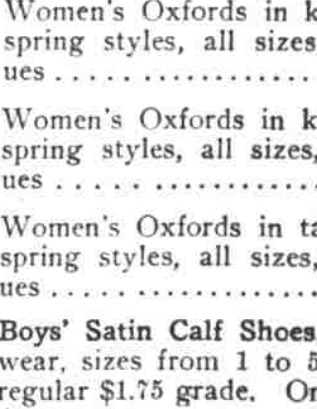 Women's Oxfords in k
spring styles, all sizes
ues . . . . . . . . . . . . . . . . .
Women's Oxfords in k
spring styles, all sizes,
ues . . . . . . . . . . . . . . . . .
Women's Oxfords in ta
spring styles, all sizes,
ues . . . . . . . . . . . . . . . . .
Boys' Satin Calf Shoes,
wear, sizes from 1 to 5
regular $1.75 grade. Or